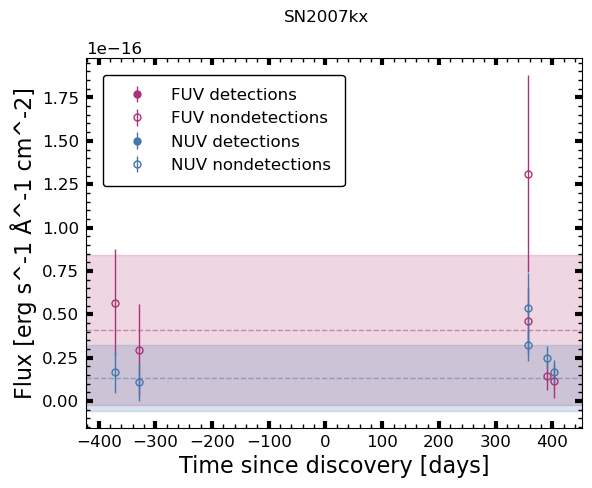 SN2007kx
1e−16
FUV detections
FUV nondetections
NUV detections
NUV nondetections
Flux [erg s^-1 Å^-1 cm^-2]
1.75
1.50
1.25
1.00
0.75
0.50
0.25
0.00
−400 −300 −200 −100 0 100 200 300 400
Time since discovery [days]